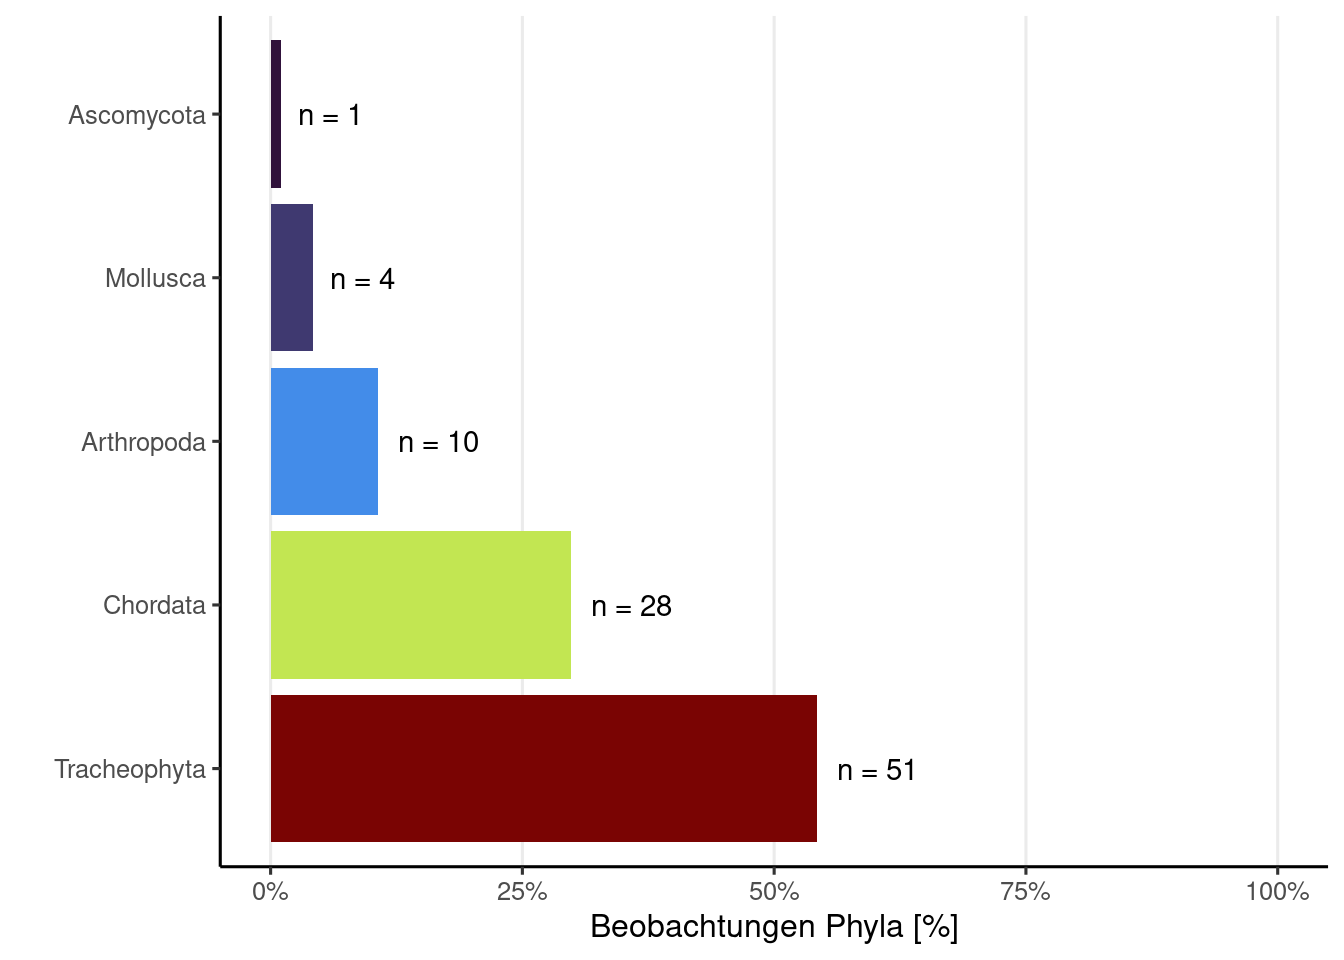 Ascomycota
n = 1
Mollusca
n = 4
Arthropoda
n = 10
Chordata
n = 28
Tracheophyta
n = 51
0% 25% 50% 75% 100%
Beobachtungen Phyla [%]